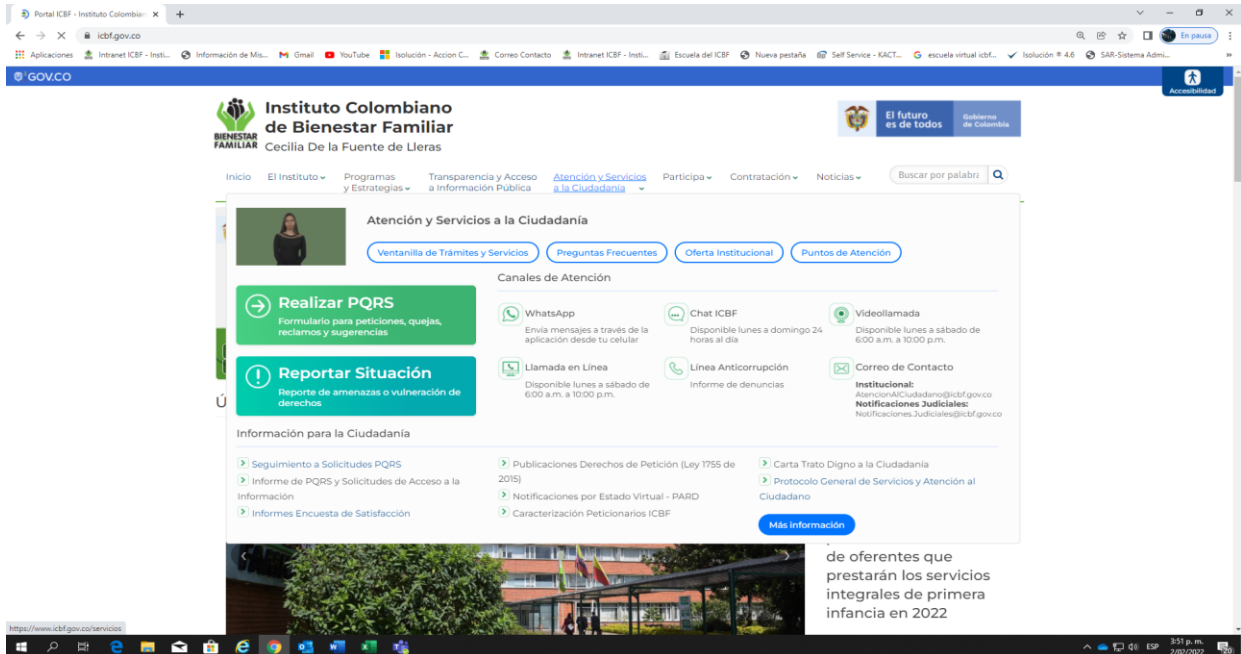 Portal ICBF - Instituto Colombian
icbf.gov.co
En pausa
Aplicaciones Intranet ICBF - Insti... Información de Mis... Gmail YouTube Isolución - Accion C... Correo Contacto Intranet ICBF - Insti... Escuela del ICBF Nueva pestaña Self Service - KACT... escuela virtual icbf... Isolución ® 4.6 SAR-Sistema Admi...
GOV.CO
Accesibilidad
BIENESTAR
FAMILIAR
Instituto Colombiano
de Bienestar Familiar
Cecilia De la Fuente de Lleras
El futuro
es de todos
Gobierno
de Colombia
Inicio El Instituto Programas
y Estrategias
Transparencia y Acceso
a Información Pública
Atención y Servicios
a la Ciudadanía
Participa Contratación Noticias
Buscar por palabra
Atención y Servicios a la Ciudadanía
Ventanilla de Trámites y Servicios Preguntas Frecuentes Oferta Institucional Puntos de Atención
Canales de Atención
Realizar PQRS
Formulario para peticiones, quejas,
reclamos y sugerencias
Reportar Situación
Reporte de amenazas o vulneración de
derechos
WhatsApp
Envía mensajes a través de la
aplicación desde tu celular
Chat ICBF
Disponible lunes a domingo 24
horas al día
Videollamada
Disponible lunes a sábado de
6:00 a.m. a 10:00 p.m.
Llamada en Línea
Disponible lunes a sábado de
6:00 a.m. a 10:00 p.m.
Línea Anticorrupción
Informe de denuncias
Correo de Contacto
Institucional:
AtencionAlCiudadano@icbf.gov.co
Notificaciones Judiciales:
Notificaciones.Judiciales@icbf.gov.co
Ú
Información para la Ciudadanía
Seguimiento a Solicitudes PQRS
Informe de PQRS y Solicitudes de Acceso a la
Información
Informes Encuesta de Satisfacción
Publicaciones Derechos de Petición (Ley 1755 de
2015)
Notificaciones por Estado Virtual - PARD
Caracterización Peticionarios ICBF
Carta Trato Digno a la Ciudadanía
Protocolo General de Servicios y Atención al
Ciudadano
Más información
de oferentes que
prestarán los servicios
integrales de primera
infancia en 2022
https://www.icbf.gov.co/servicios
ESP
3:51 p. m.
2/02/2022
20